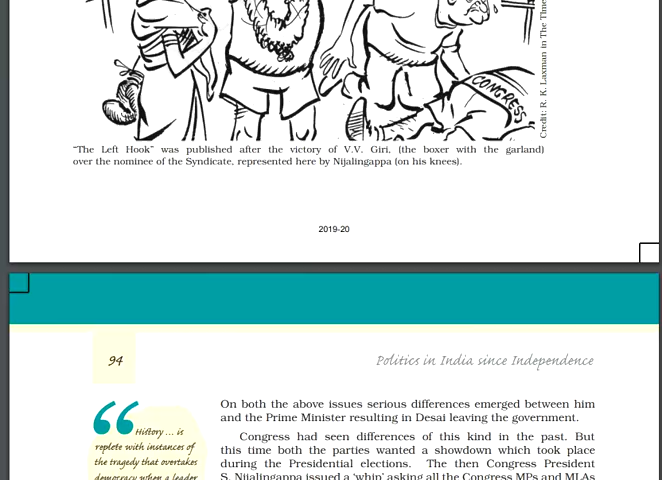 CONGRESS
Credit: R. K. Laxman in The Time
"The Left Hook" was published after the victory of V.V. Giri, (the boxer with the garland)
over the nominee of the Syndicate, represented here by Nijalingappa (on his knees).
2019-20
94
Politics in India since Independence
History ... is
replete with instances of
the tragedy that overtakes
democracy when a leader
On both the above issues serious differences emerged between him
and the Prime Minister resulting in Desai leaving the government.
Congress had seen differences of this kind in the past. But
this time both the parties wanted a showdown which took place
during the Presidential elections. The then Congress President
S. Nijalingappa issued a 'whip' asking all the Congress MPs and MLAs